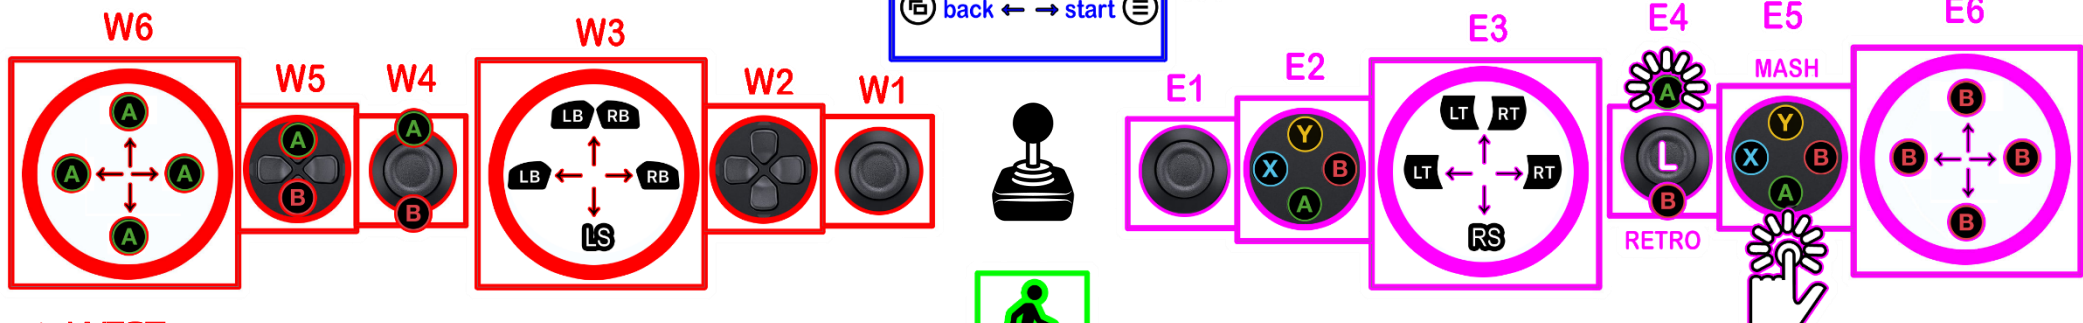 back ← → start
W6
W5
W4
W3
W2
W1
E1
E2
E3
E4
E5
E6
MASH
A
A
A
A
A
B
A
B
LB RB
LB
RB
LS
Y
X
B
A
LT RT
LT
RT
RS
A
L
B
RETRO
Y
X
B
A
B
B
B
B